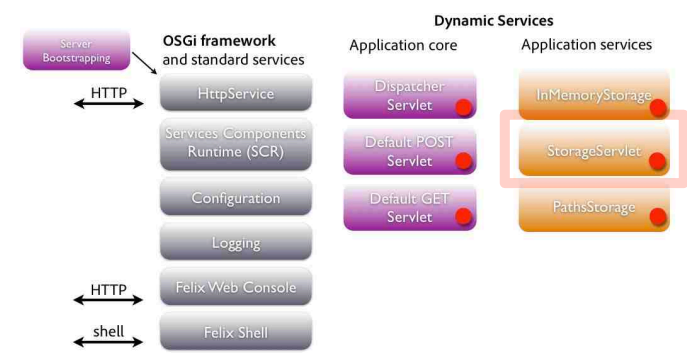 Server
Bootstrapping
OSGi framework
and standard services
HTTP
HttpService
Services Components
Runtime (SCR)
Configuration
Logging
HTTP
Felix Web Console
shell
Felix Shell
Dynamic Services
Application core
Application services
Dispatcher
Servlet
InMemoryStorage
Default POST
Servlet
StorageServlet
Default GET
Servlet
PathsStorage